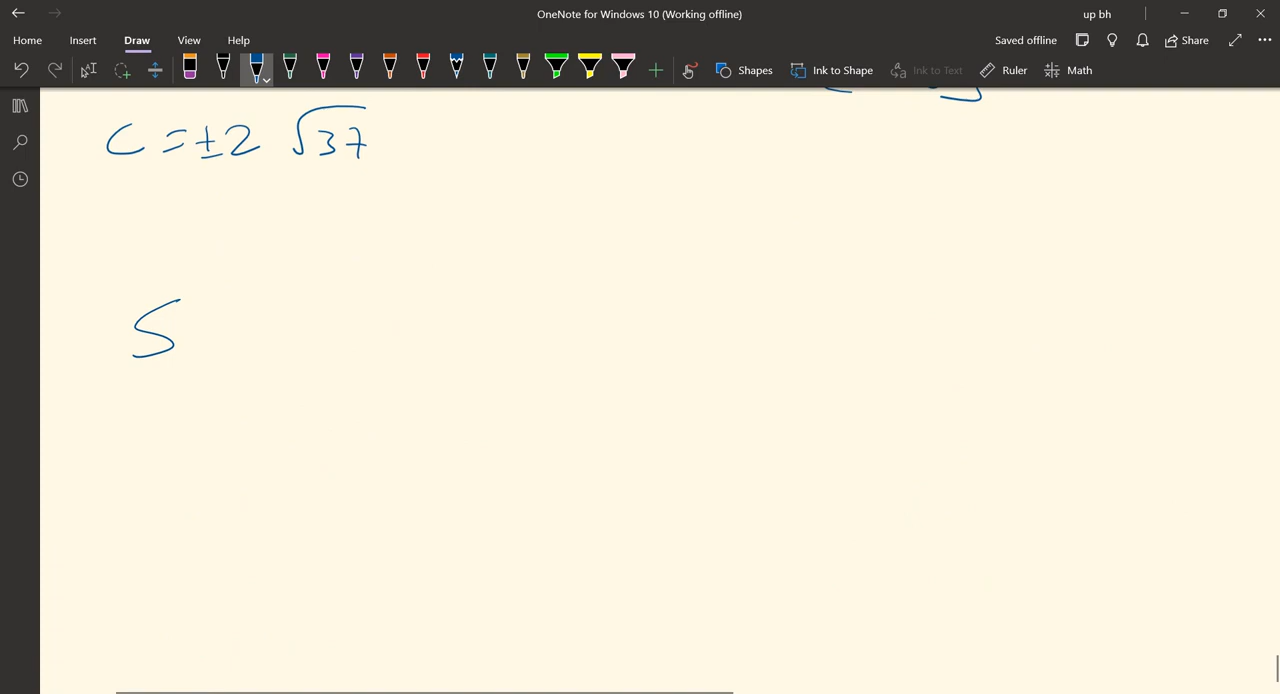 OneNote for Windows 10 (Working offline)
up bh
Home Insert Draw View Help
Saved offline
Share
Shapes
Ink to Shape
Ink to Text
Ruler
Math
C = ±2 √37
S